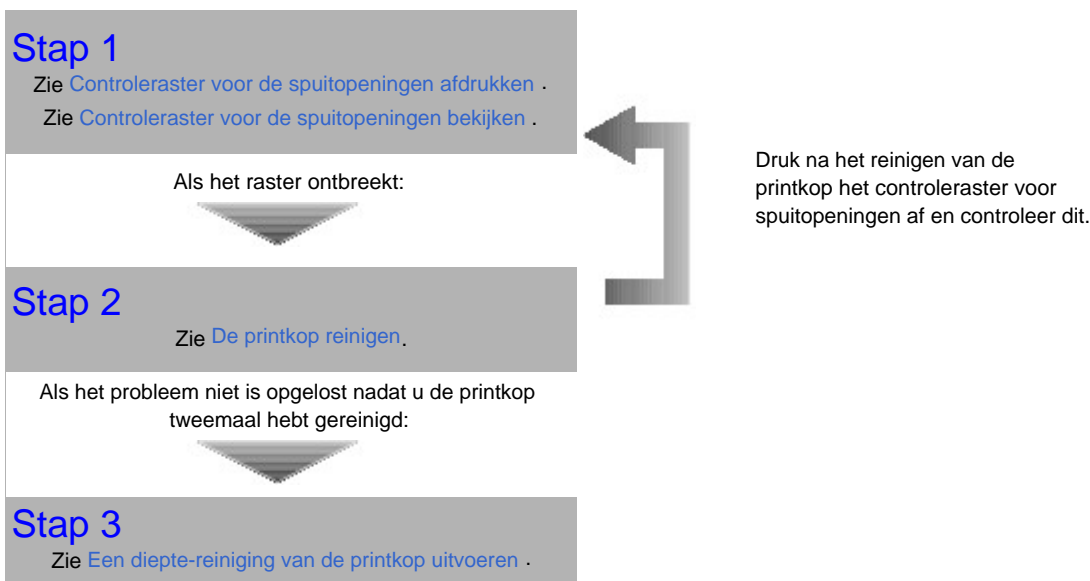 Stap 1
Zie Controleraster voor de spuitopeningen afdrukken .
Zie Controleraster voor de spuitopeningen bekijken .
Als het raster ontbreekt:
Druk na het reinigen van de
printkop het controleraster voor
spuitopeningen af en controleer dit.
Stap 2
Zie De printkop reinigen.
Als het probleem niet is opgelost nadat u de printkop
tweemaal hebt gereinigd:
Stap 3
Zie Een diepte-reiniging van de printkop uitvoeren .